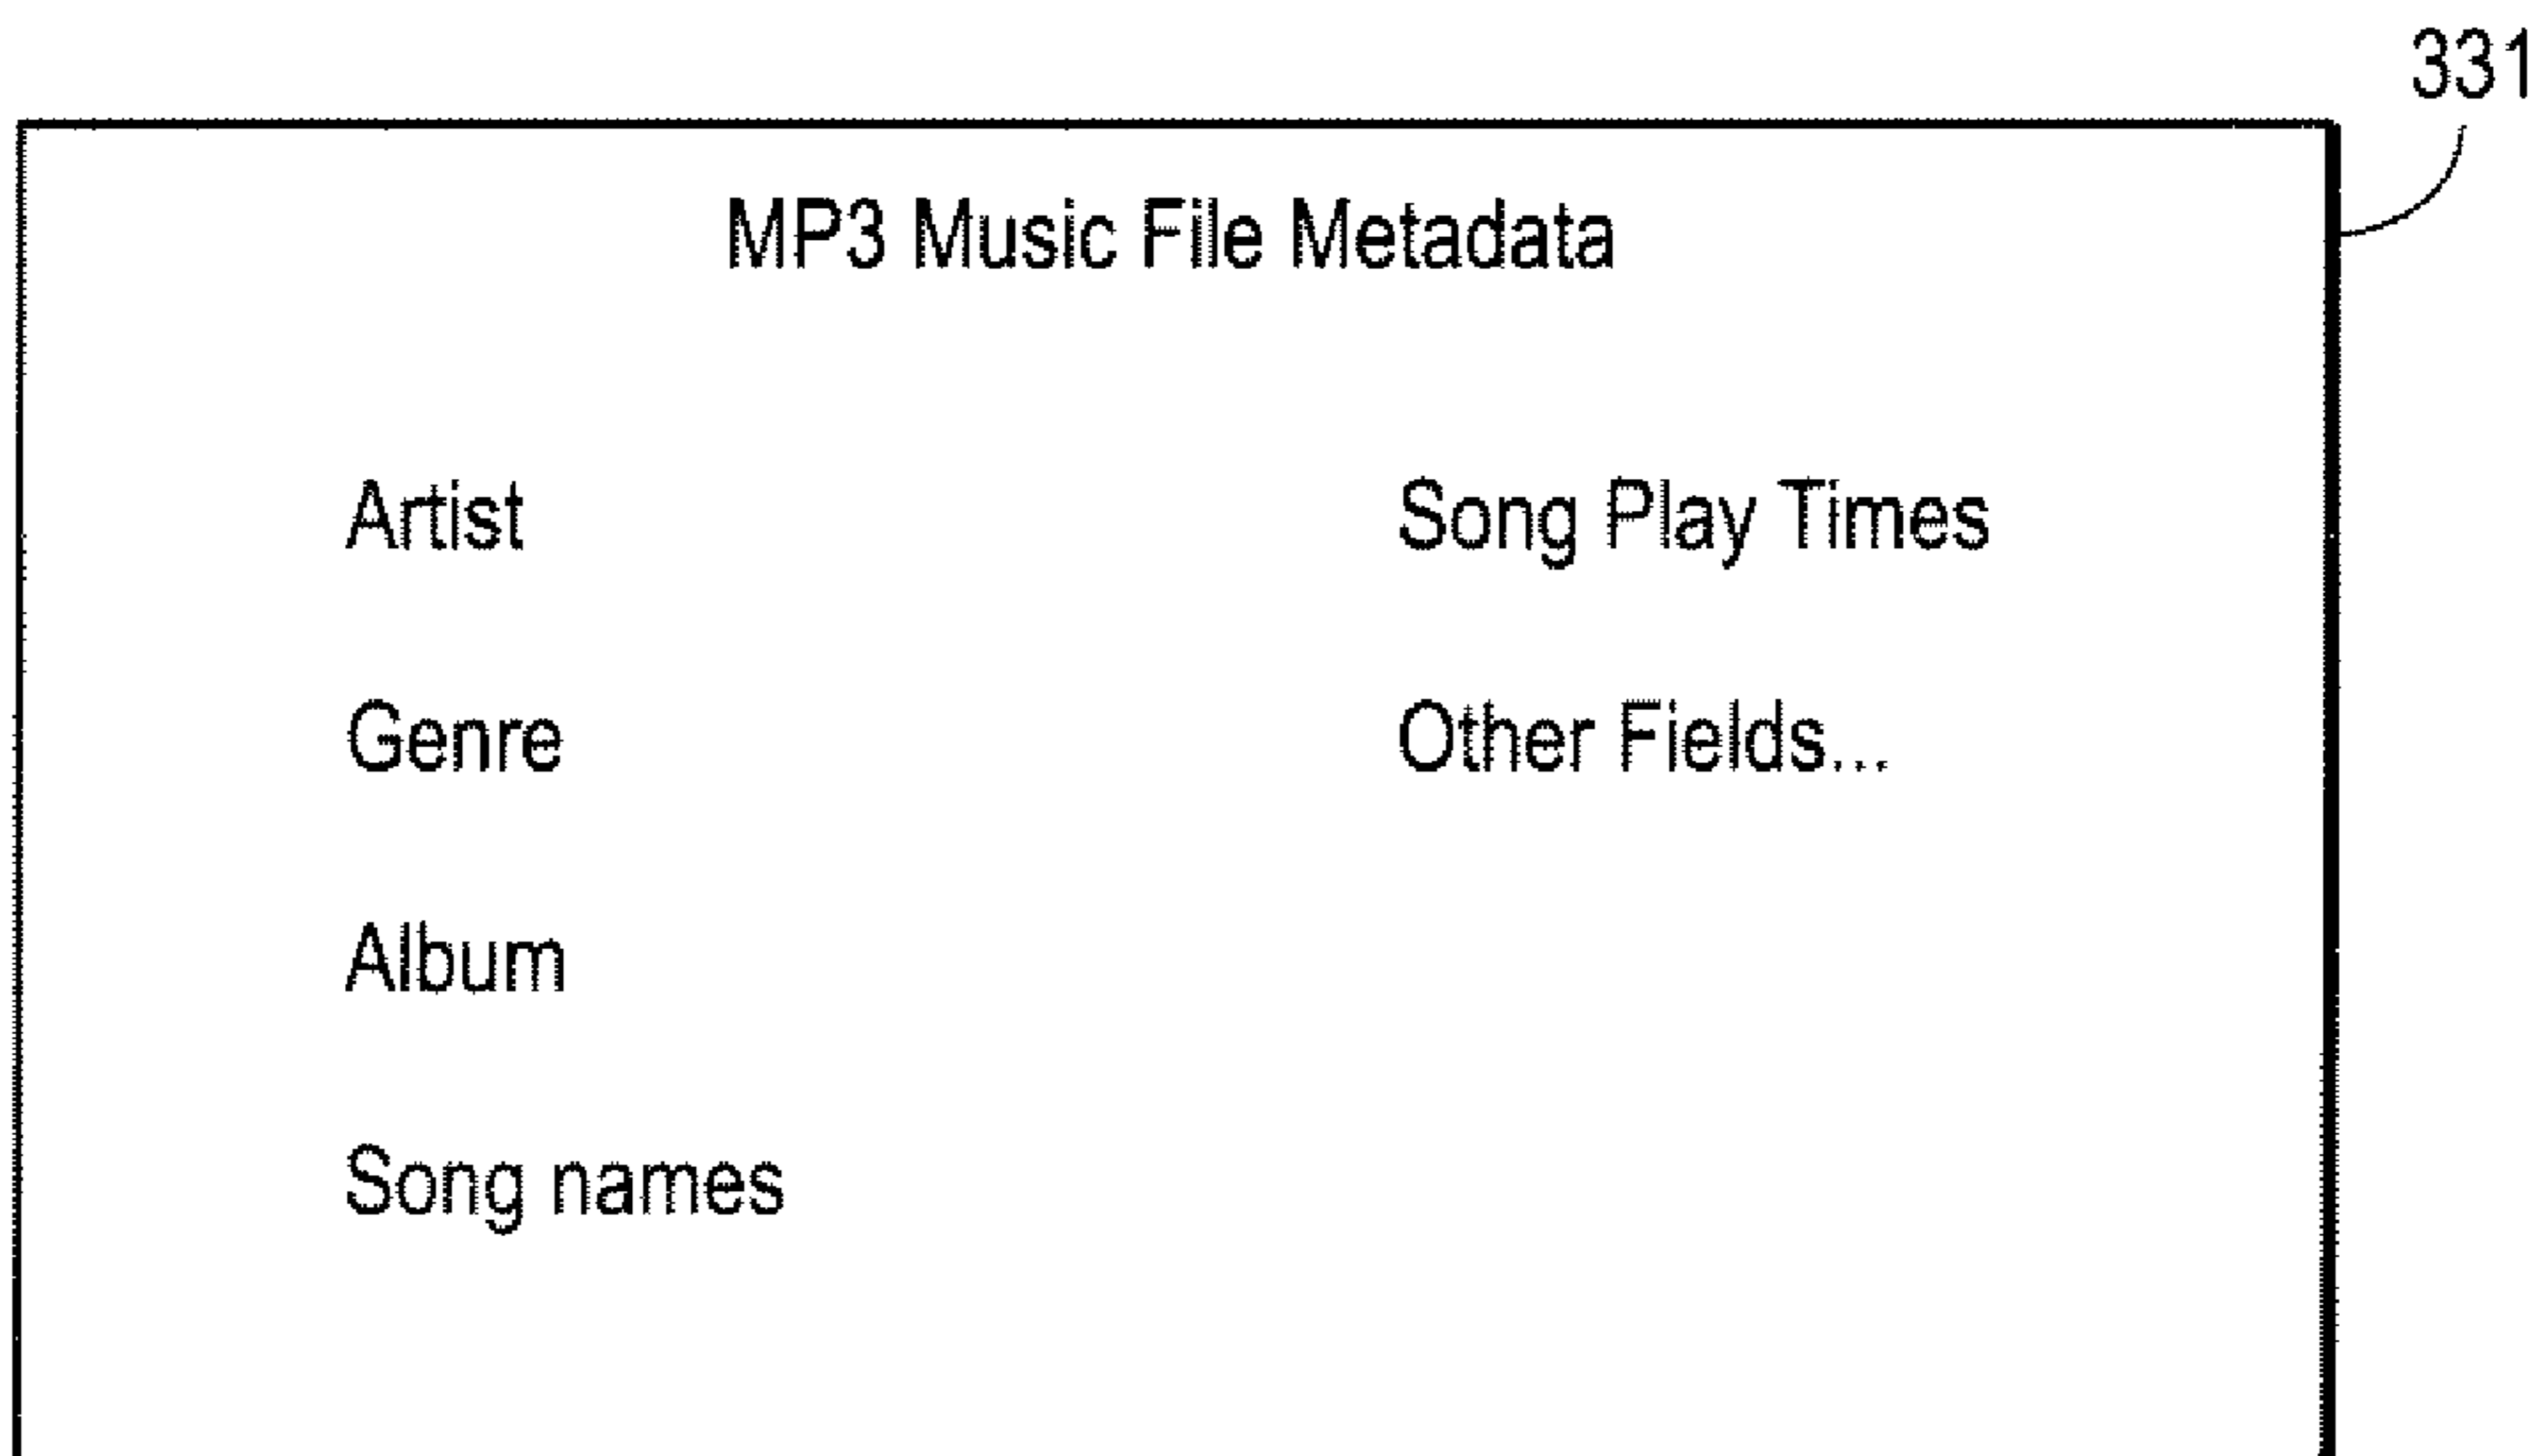 331
MP3 Music File Metadata
Artist
Song Play Times
Genre
Other Fields...
Album
Song names